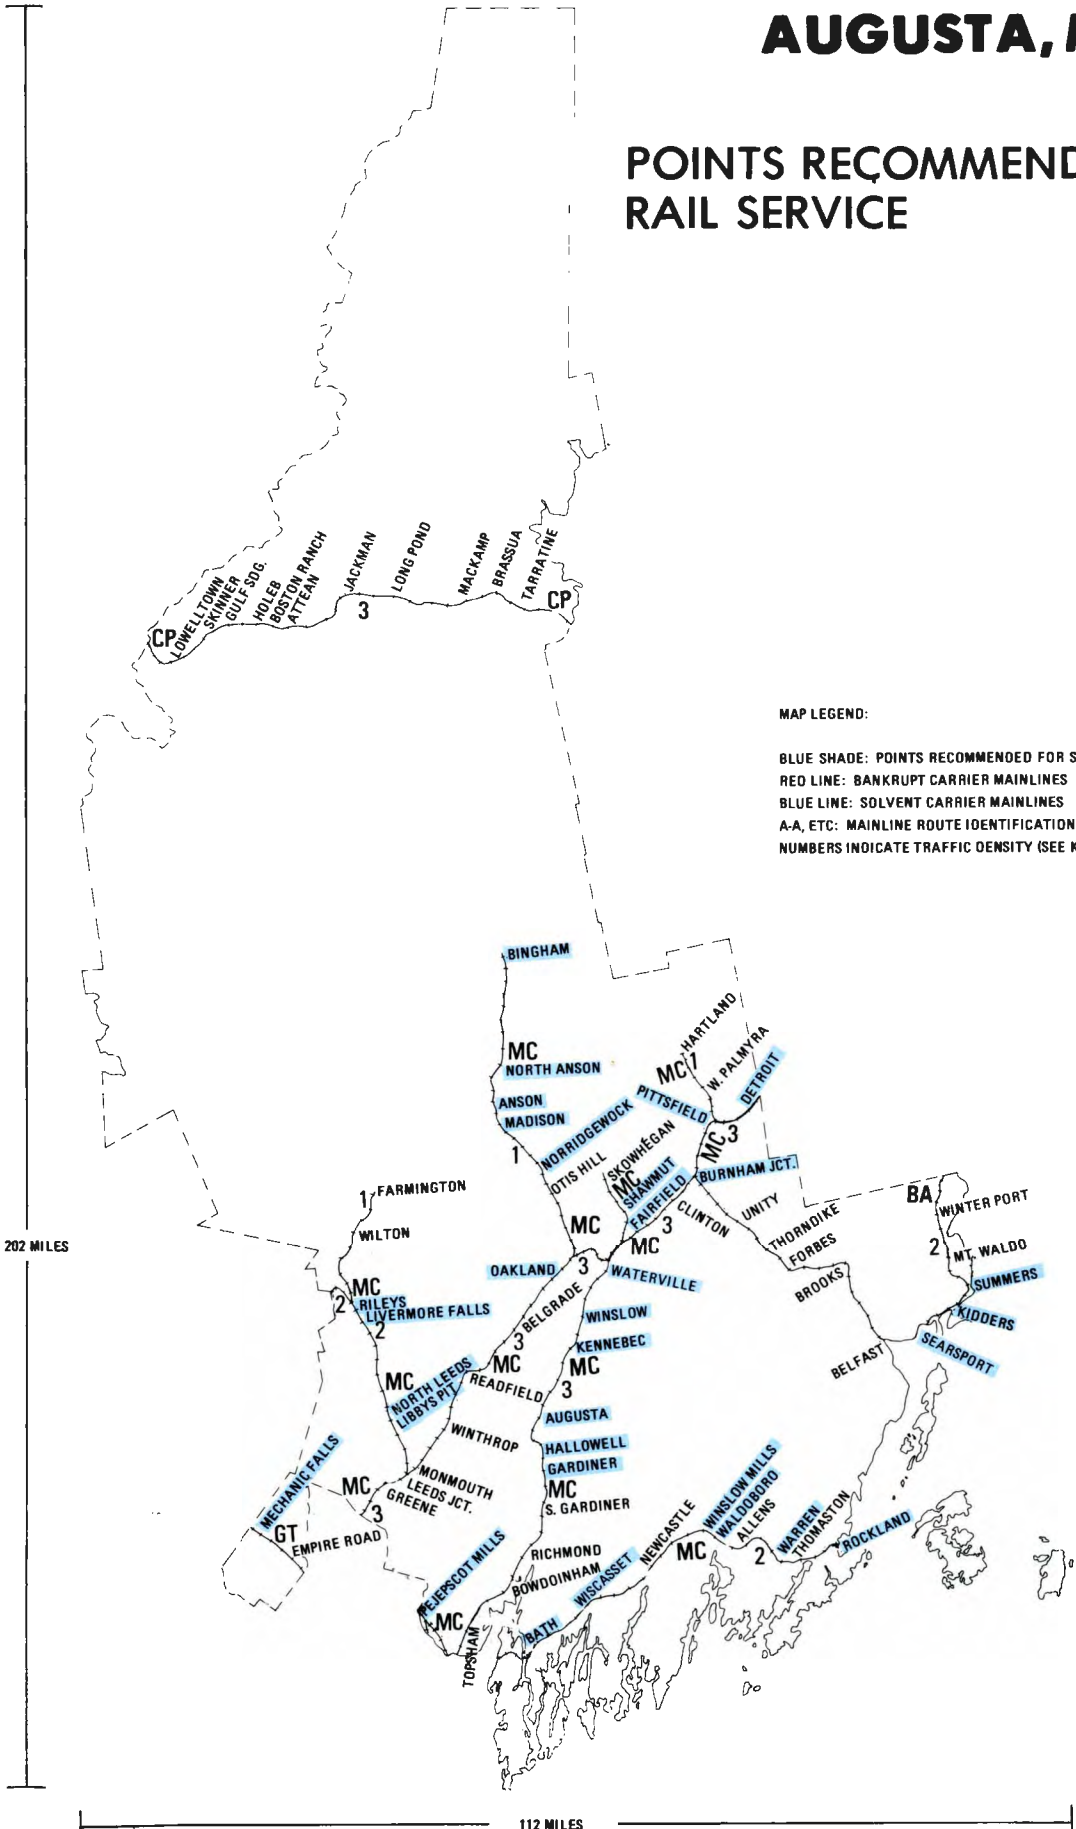 AUGUSTA,
POINTS RECOMMEND
RAIL SERVICE
CP
LOWELLTOWN
SKINNER
GULF SDG.
HOLEB
BOSTON RANCH
ATTEAN
JACKMAN
3
LONG POND
MACKAMP
BRASSUA
TARRATINE
CP
MAP LEGEND:
BLUE SHADE: POINTS RECOMMENDED FOR S
RED LINE: BANKRUPT CARRIER MAINLINES
BLUE LINE: SOLVENT CARRIER MAINLINES
A-A, ETC: MAINLINE ROUTE IDENTIFICATION
NUMBERS INDICATE TRAFFIC DENSITY (SEE K
BINGHAM
MC
NORTH ANSON
ANSON
MADISON
1
NORRIDGEWOCK
OTIS HILL
SKOWHEGAN
MC
SHAWMUT
FAIRFIELD
MC
HARTLAND
MC 1
W. PALMYRA
PITTSFIELD
DETROIT
MC 3
BURNHAM JCT.
3
CLINTON
UNITY
THORNDIKE
FORBES
BROOKS
BELFAST
BA
WINTER PORT
2
MT. WALDO
SUMMERS
KIDDERS
SEARSPORT
1
FARMINGTON
WILTON
MC
RILEYS
2
LIVERMORE FALLS
2
OAKLAND
3
MC
WATERVILLE
BELGRADE
3
WINSLOW
KENNEBEC
MC
3
MC
READFIELD
MC
NORTH LEEDS
LIBBYS PIT
WINTHROP
AUGUSTA
HALLOWELL
GARDINER
MC
S. GARDINER
MONMOUTH
LEEDS JCT.
GREENE
MC
3
MECHANIC FALLS
GT
EMPIRE ROAD
RICHMOND
BOWDOINHAM
PEJEPSCOT MILLS
MC
TOPSHAM
BATH
WISCASSET
NEWCASTLE
MC
WINSLOW MILLS
WALDOBORO
ALLENS
2
WARREN
THOMASTON
ROCKLAND
202 MILES
112 MILES